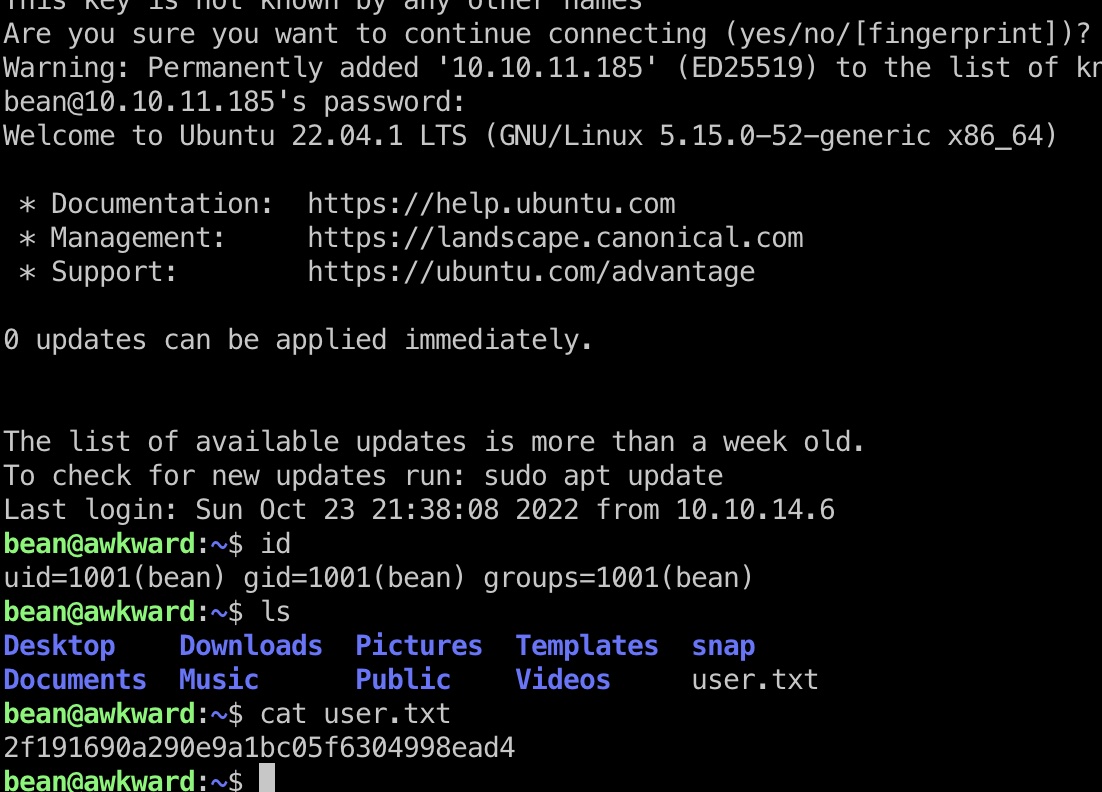 This key is not known by any other names
Are you sure you want to continue connecting (yes/no/[fingerprint])?
Warning: Permanently added '10.10.11.185' (ED25519) to the list of kn
bean@10.10.11.185's password:
Welcome to Ubuntu 22.04.1 LTS (GNU/Linux 5.15.0-52-generic x86_64)
* Documentation:  https://help.ubuntu.com
* Management:     https://landscape.canonical.com
* Support:        https://ubuntu.com/advantage
0 updates can be applied immediately.
The list of available updates is more than a week old.
To check for new updates run: sudo apt update
Last login: Sun Oct 23 21:38:08 2022 from 10.10.14.6
bean@awkward:~$ id
uid=1001(bean) gid=1001(bean) groups=1001(bean)
bean@awkward:~$ ls
Desktop    Downloads  Pictures  Templates  snap
Documents  Music      Public    Videos     user.txt
bean@awkward:~$ cat user.txt
2f191690a290e9a1bc05f6304998ead4
bean@awkward:~$